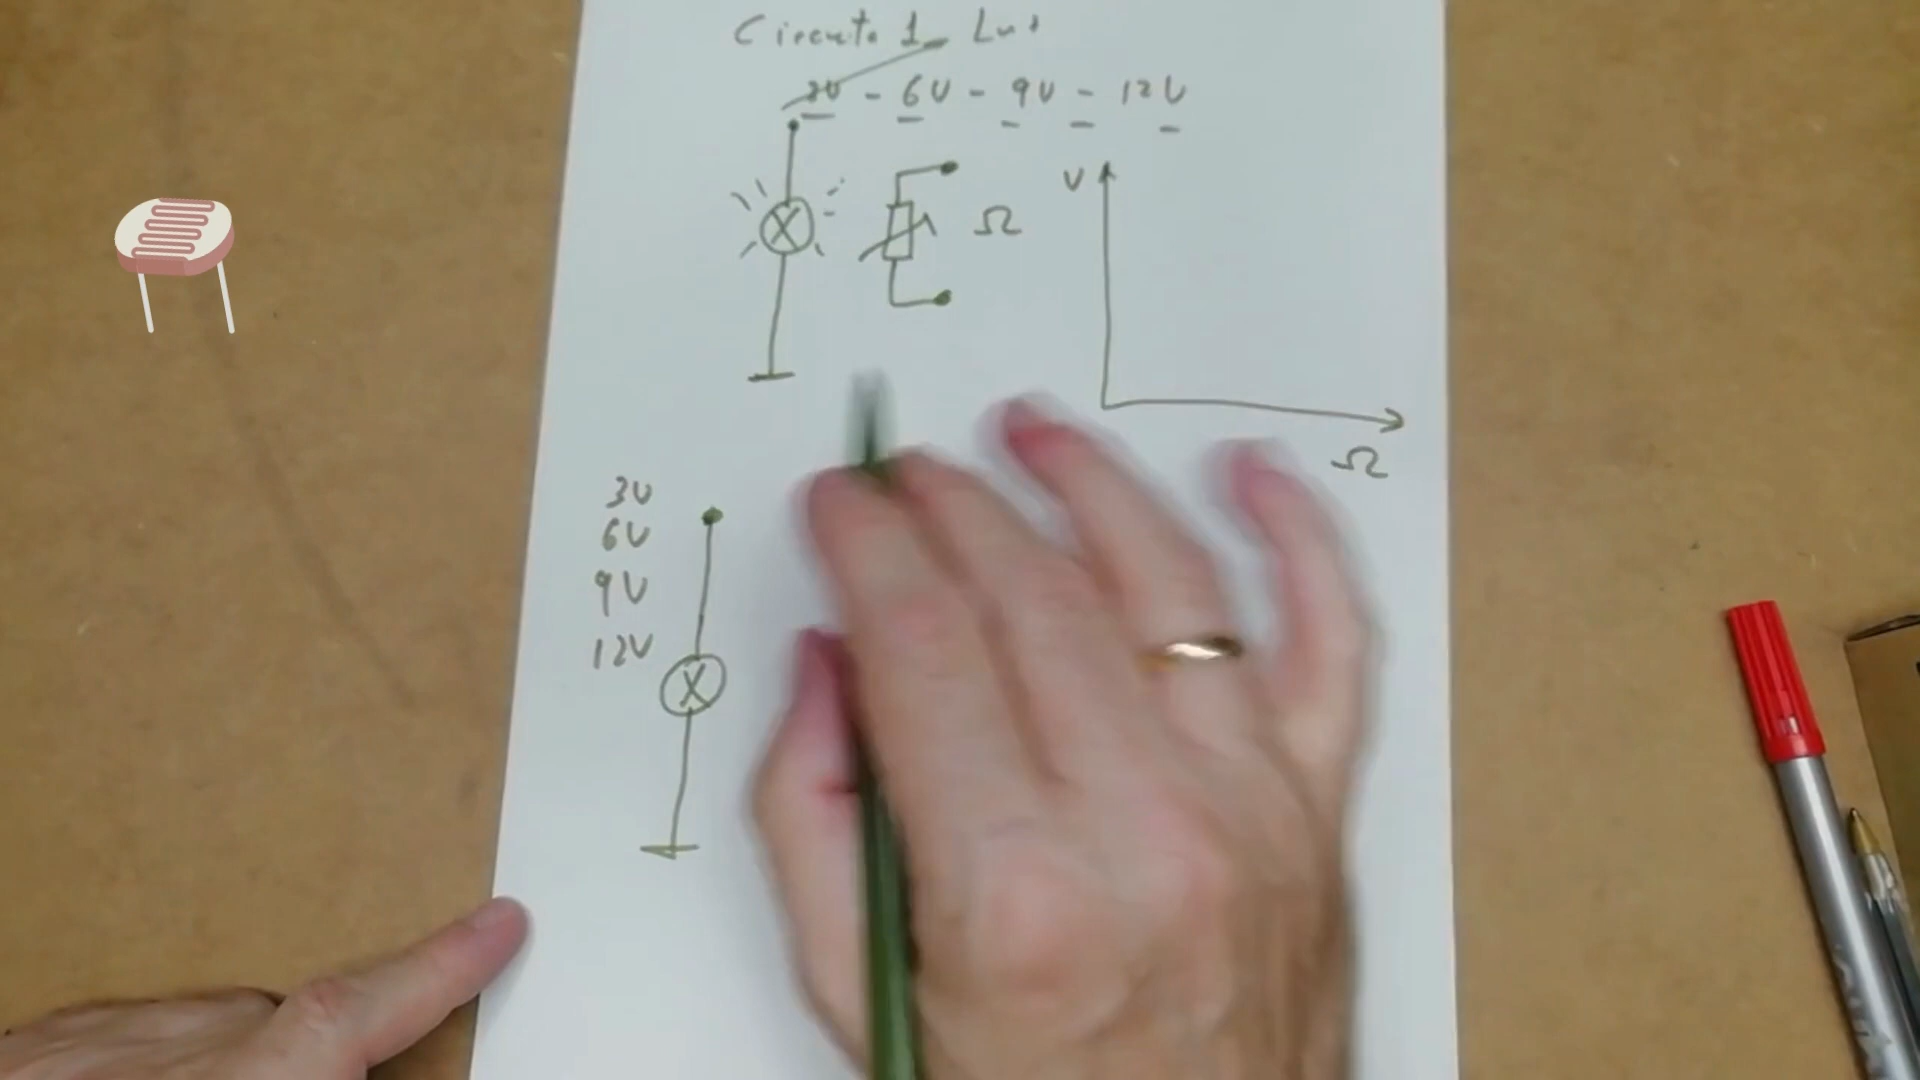 Circuito 1 Luz
3V - 6V - 9V - 12V
V
Ω
Ω
3V
6V
9V
12V